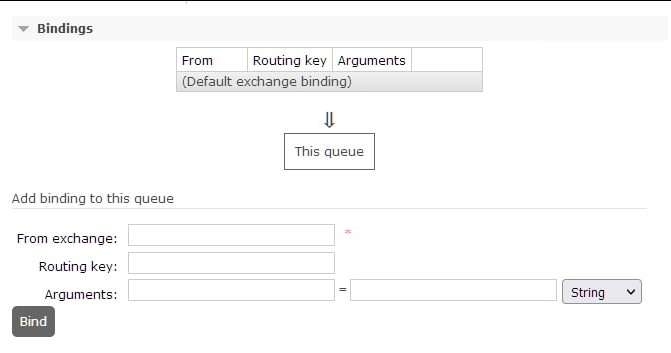 Bindings
From Routing key Arguments
(Default exchange binding)
⇓
This queue
Add binding to this queue
From exchange: *
Routing key:
Arguments: = String
Bind